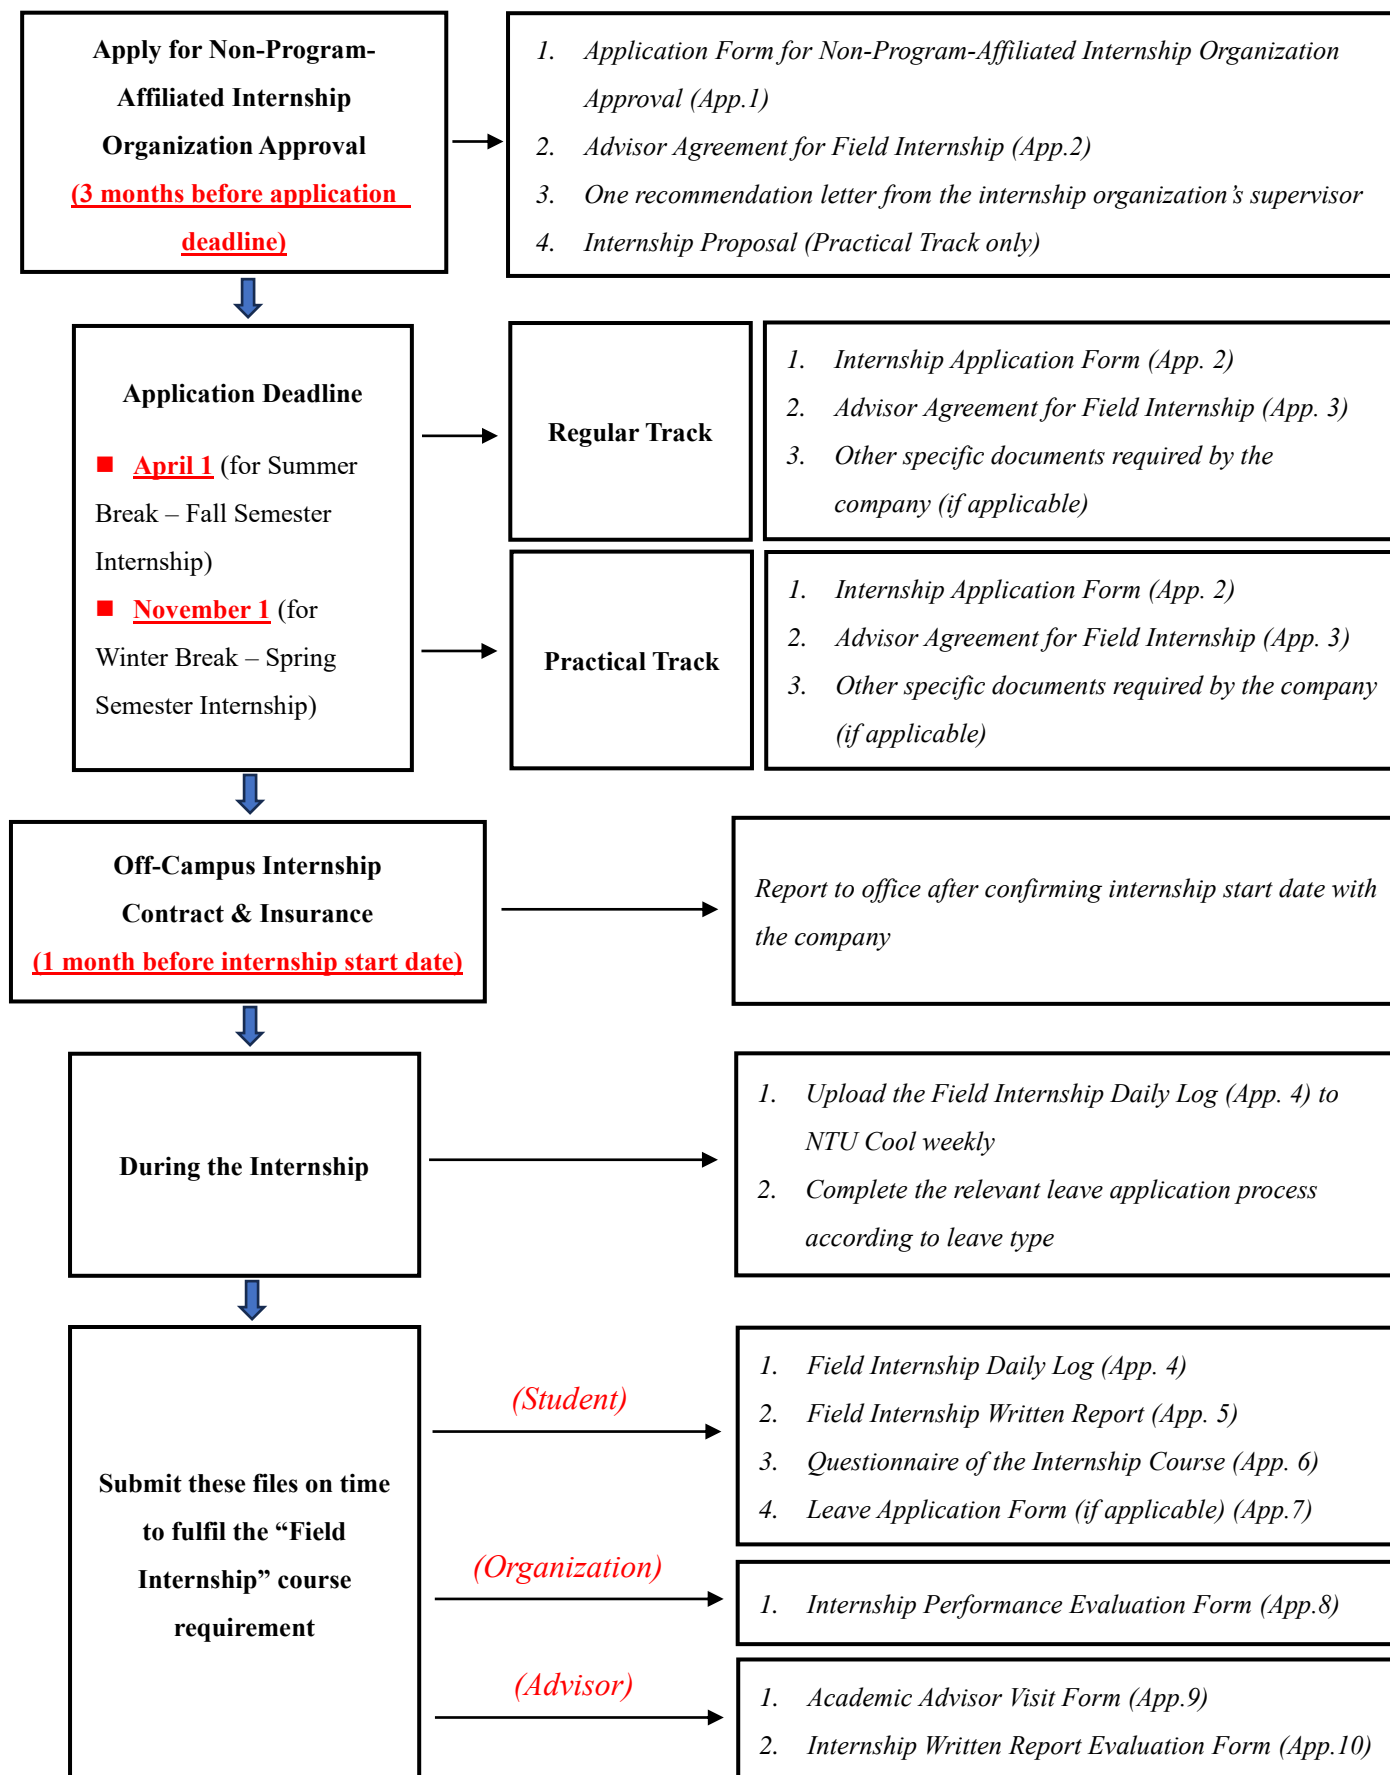 Apply for Non-Program-
Affiliated Internship
Organization Approval
(3 months before application
deadline)
1. Application Form for Non-Program-Affiliated Internship Organization
Approval (App.1)
2. Advisor Agreement for Field Internship (App.2)
3. One recommendation letter from the internship organization’s supervisor
4. Internship Proposal (Practical Track only)
Application Deadline
■ April 1 (for Summer
Break – Fall Semester
Internship)
■ November 1 (for
Winter Break – Spring
Semester Internship)
Regular Track
1. Internship Application Form (App. 2)
2. Advisor Agreement for Field Internship (App. 3)
3. Other specific documents required by the
company (if applicable)
Practical Track
1. Internship Application Form (App. 2)
2. Advisor Agreement for Field Internship (App. 3)
3. Other specific documents required by the company
(if applicable)
Off-Campus Internship
Contract & Insurance
(1 month before internship start date)
Report to office after confirming internship start date with
the company
During the Internship
1. Upload the Field Internship Daily Log (App. 4) to
NTU Cool weekly
2. Complete the relevant leave application process
according to leave type
Submit these files on time
to fulfil the “Field
Internship” course
requirement
(Student)
1. Field Internship Daily Log (App. 4)
2. Field Internship Written Report (App. 5)
3. Questionnaire of the Internship Course (App. 6)
4. Leave Application Form (if applicable) (App.7)
(Organization)
1. Internship Performance Evaluation Form (App.8)
(Advisor)
1. Academic Advisor Visit Form (App.9)
2. Internship Written Report Evaluation Form (App.10)